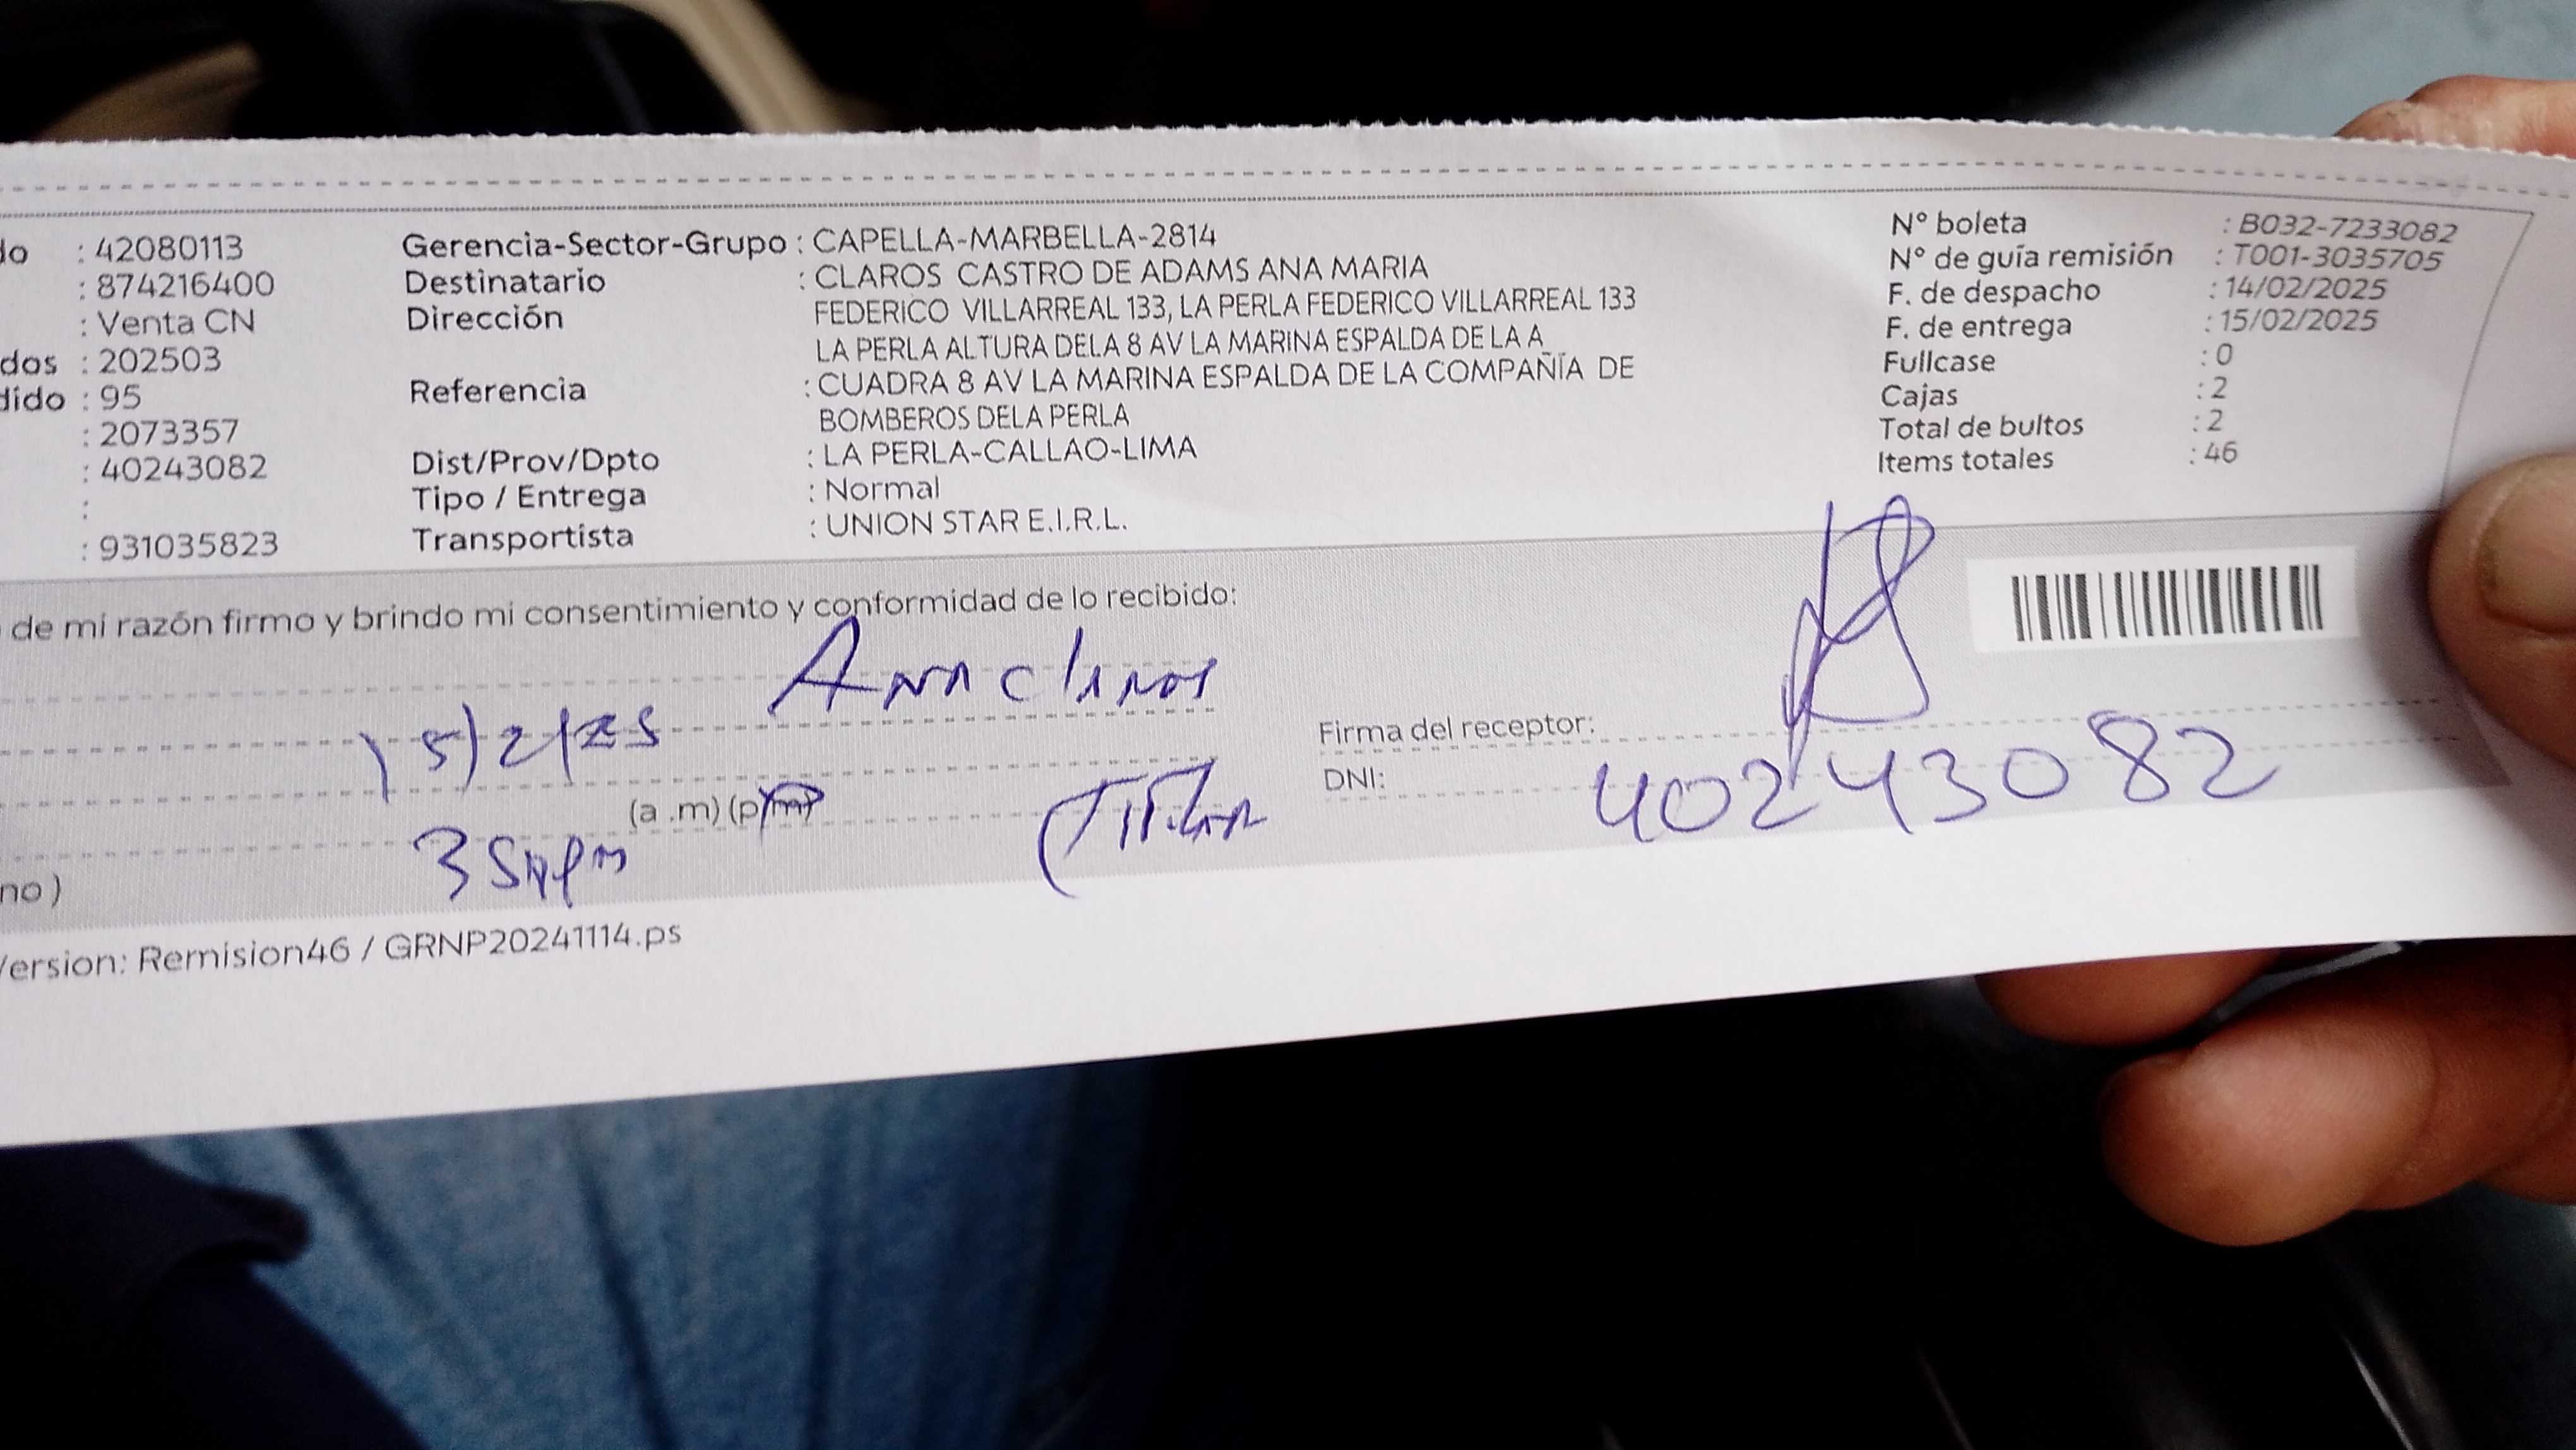 do : 42080113
: 874216400
: Venta CN
dos : 202503
dido : 95
: 2073357
: 40243082
:
: 931035823
Gerencia-Sector-Grupo : CAPELLA-MARBELLA-2814
Destinatario : CLAROS CASTRO DE ADAMS ANA MARIA
Dirección FEDERICO VILLARREAL 133, LA PERLA FEDERICO VILLARREAL 133
LA PERLA ALTURA DELA 8 AV LA MARINA ESPALDA DE LA A
Referencia : CUADRA 8 AV LA MARINA ESPALDA DE LA COMPAÑÍA DE
BOMBEROS DELA PERLA
Dist/Prov/Dpto : LA PERLA-CALLAO-LIMA
Tipo / Entrega : Normal
Transportista : UNION STAR E.I.R.L.
N° boleta : B032-7233082
N° de guía remisión : T001-3035705
F. de despacho : 14/02/2025
F. de entrega : 15/02/2025
Fullcase : 0
Cajas : 2
Total de bultos : 2
Items totales : 46
de mi razón firmo y brindo mi consentimiento y conformidad de lo recibido:
Ana claros
15/2/25
Firma del receptor:
(a .m) (p.m)
DNI: 40243082
(Titular
no )
Version: Remision46 / GRNP20241114.ps